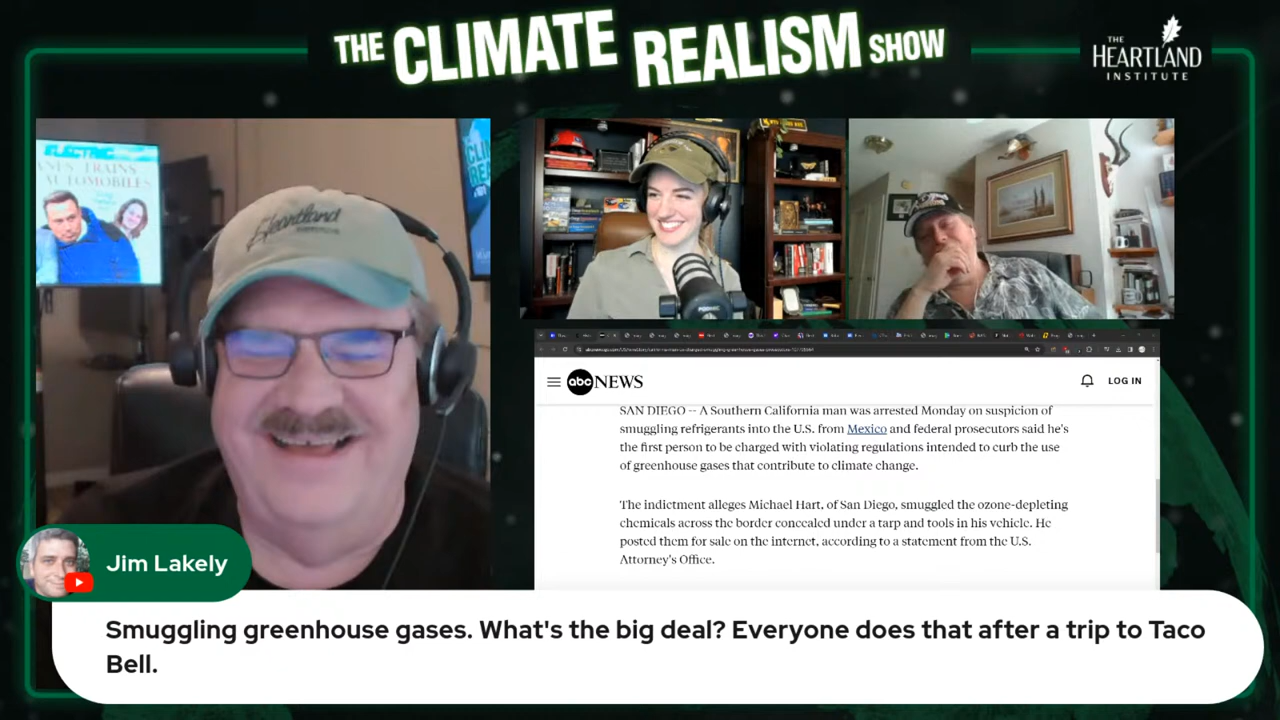 THE CLIMATE REALISM SHOW
THE
HEARTLAND
INSTITUTE
ELECTRIC
TRAINS
AUTOMOBILES
Heartland
abc NEWS
LOG IN
SAN DIEGO -- A Southern California man was arrested Monday on suspicion of
smuggling refrigerants into the U.S. from Mexico and federal prosecutors said he's
the first person to be charged with violating regulations intended to curb the use
of greenhouse gases that contribute to climate change.
The indictment alleges Michael Hart, of San Diego, smuggled the ozone-depleting
chemicals across the border concealed under a tarp and tools in his vehicle. He
posted them for sale on the internet, according to a statement from the U.S.
Attorney's Office.
Jim Lakely
Smuggling greenhouse gases. What's the big deal? Everyone does that after a trip to Taco
Bell.